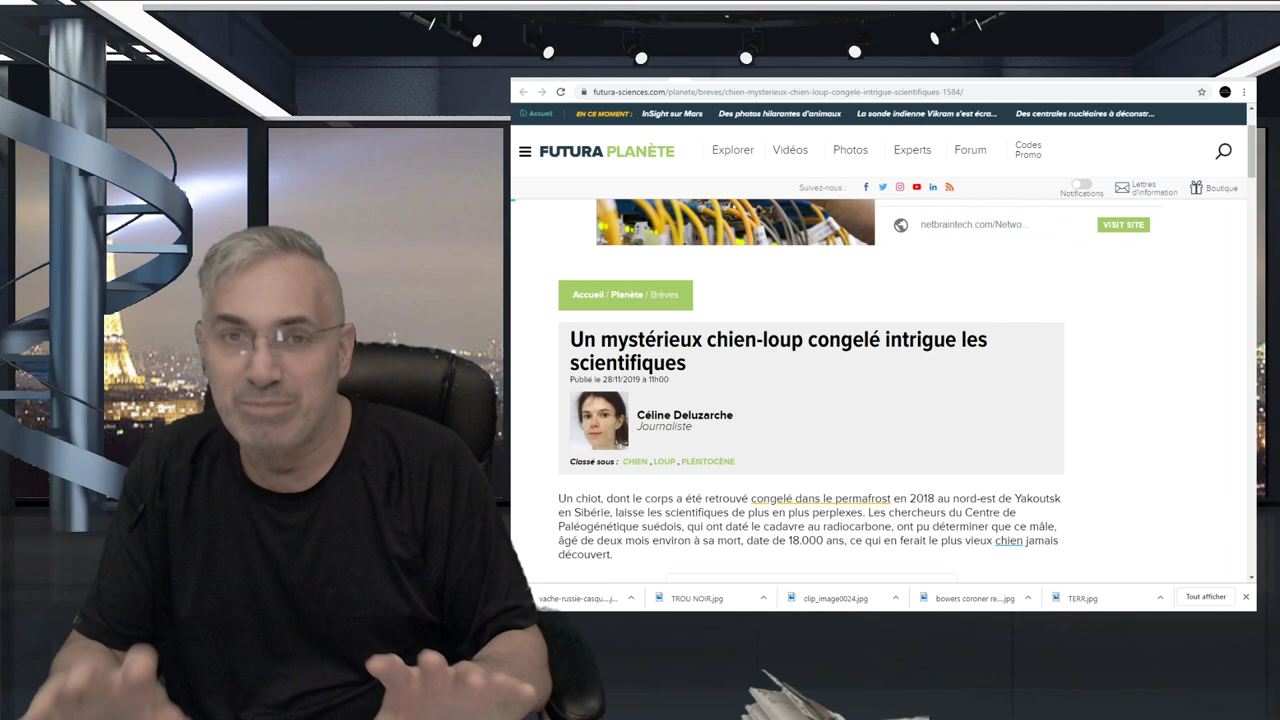 futura-sciences.com/planete/breves/chien-mysterieux-chien-loup-congele-intrigue-scientifiques-1584/
Accueil EN CE MOMENT : InSight sur Mars Des photos hilarantes d'animaux La sonde indienne Vikram s'est écra... Des centrales nucléaires à déconstr...
FUTURA PLANÈTE Explorer Vidéos Photos Experts Forum Codes Promo
Suivez-nous : Notifications Lettres d'information Boutique
netbraintech.com/Netwo... VISIT SITE
Accueil / Planète / Brèves
Un mystérieux chien-loup congelé intrigue les
scientifiques
Publié le 28/11/2019 à 11h00
Céline Deluzarche
Journaliste
Classé sous : CHIEN , LOUP , PLÉISTOCÈNE
Un chiot, dont le corps a été retrouvé congelé dans le permafrost en 2018 au nord-est de Yakoutsk
en Sibérie, laisse les scientifiques de plus en plus perplexes. Les chercheurs du Centre de
Paléogénétique suédois, qui ont daté le cadavre au radiocarbone, ont pu déterminer que ce mâle,
âgé de deux mois environ à sa mort, date de 18.000 ans, ce qui en ferait le plus vieux chien jamais
découvert.
vache-russie-casqu....j... TROU NOIR.jpg clip_image0024.jpg bowers coroner re....jpg TERR.jpg Tout afficher